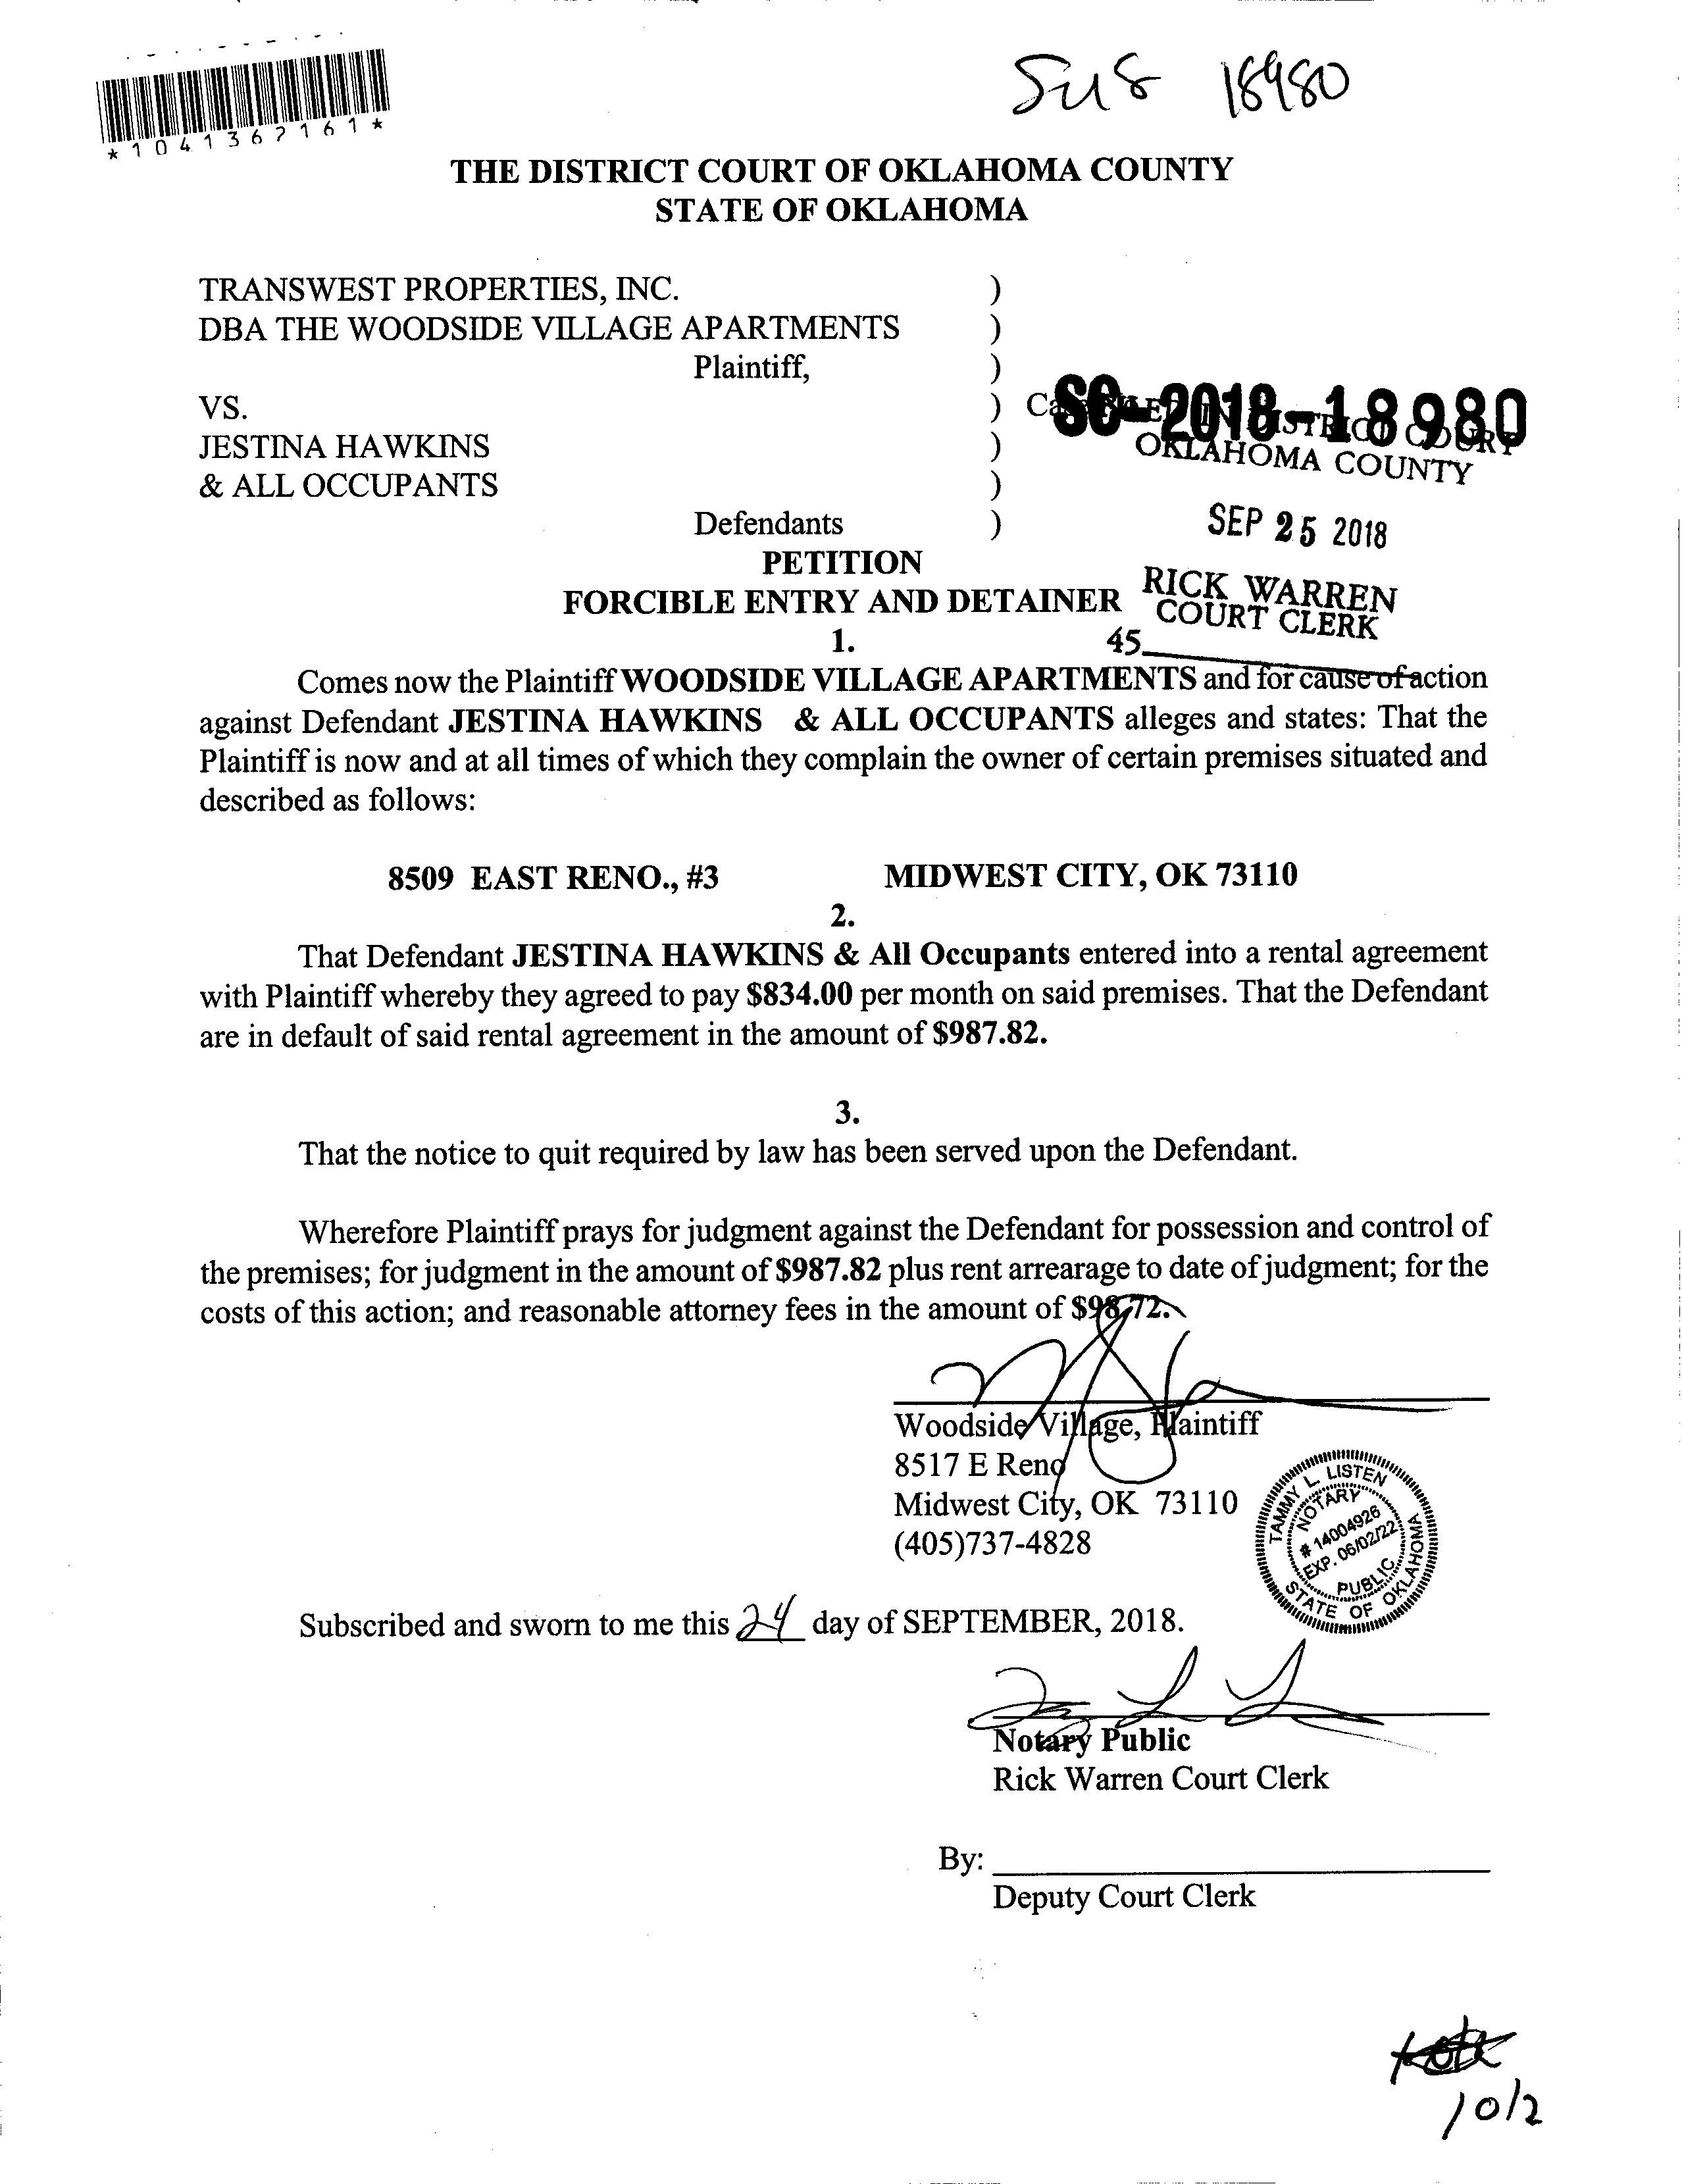 SuS 18980
*1041367161*
THE DISTRICT COURT OF OKLAHOMA COUNTY
STATE OF OKLAHOMA
TRANSWEST PROPERTIES, INC. )
DBA THE WOODSIDE VILLAGE APARTMENTS )
Plaintiff, )
VS. )
SC-2018-18980
FILED IN DISTRICT COURT
OKLAHOMA COUNTY
JESTINA HAWKINS )
& ALL OCCUPANTS )
Defendants )
SEP 25 2018
PETITION
FORCIBLE ENTRY AND DETAINER
RICK WARREN
COURT CLERK
1.
45
Comes now the Plaintiff WOODSIDE VILLAGE APARTMENTS and for cause of action
against Defendant JESTINA HAWKINS & ALL OCCUPANTS alleges and states: That the
Plaintiff is now and at all times of which they complain the owner of certain premises situated and
described as follows:
8509 EAST RENO., #3 MIDWEST CITY, OK 73110
2.
That Defendant JESTINA HAWKINS & All Occupants entered into a rental agreement
with Plaintiff whereby they agreed to pay $834.00 per month on said premises. That the Defendant
are in default of said rental agreement in the amount of $987.82.
3.
That the notice to quit required by law has been served upon the Defendant.
Wherefore Plaintiff prays for judgment against the Defendant for possession and control of
the premises; for judgment in the amount of $987.82 plus rent arrearage to date of judgment; for the
costs of this action; and reasonable attorney fees in the amount of $98.72.
Woodside Village, Plaintiff
8517 E Reno
Midwest City, OK 73110
(405)737-4828
TAMMY L. LISTEN
NOTARY
# 14004926
EXP. 06/02/22
PUBLIC
STATE OF OKLAHOMA
Subscribed and sworn to me this 24 day of SEPTEMBER, 2018.
Notary Public
Rick Warren Court Clerk
By:
Deputy Court Clerk
10/2